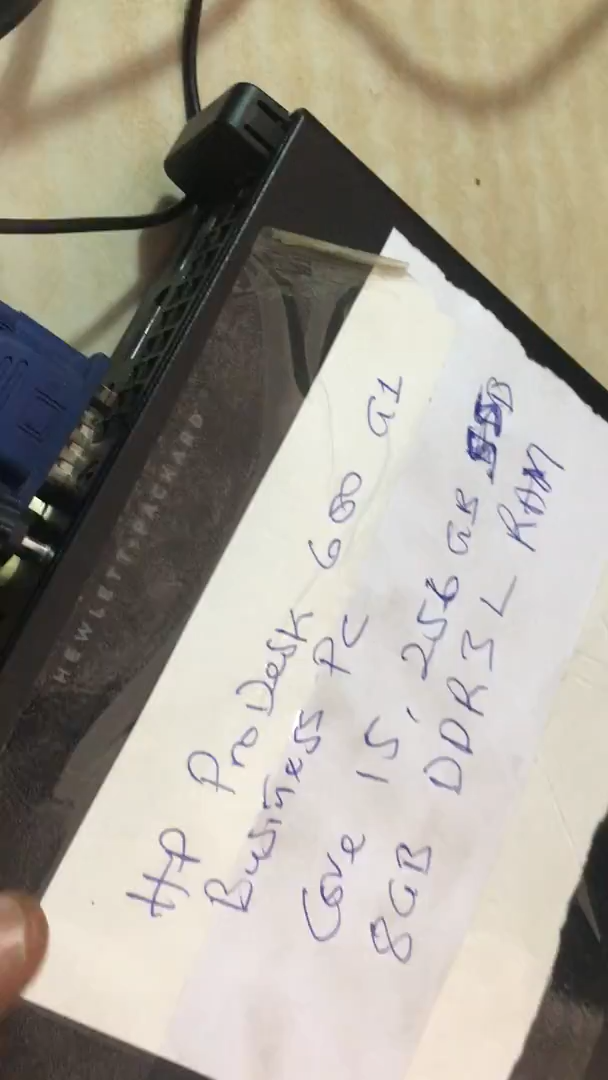 HEWLETT-PACKARD
HP ProDesk 600 G1
Business PC
Core i5, 256 GB SSD
8GB DDR3L RAM